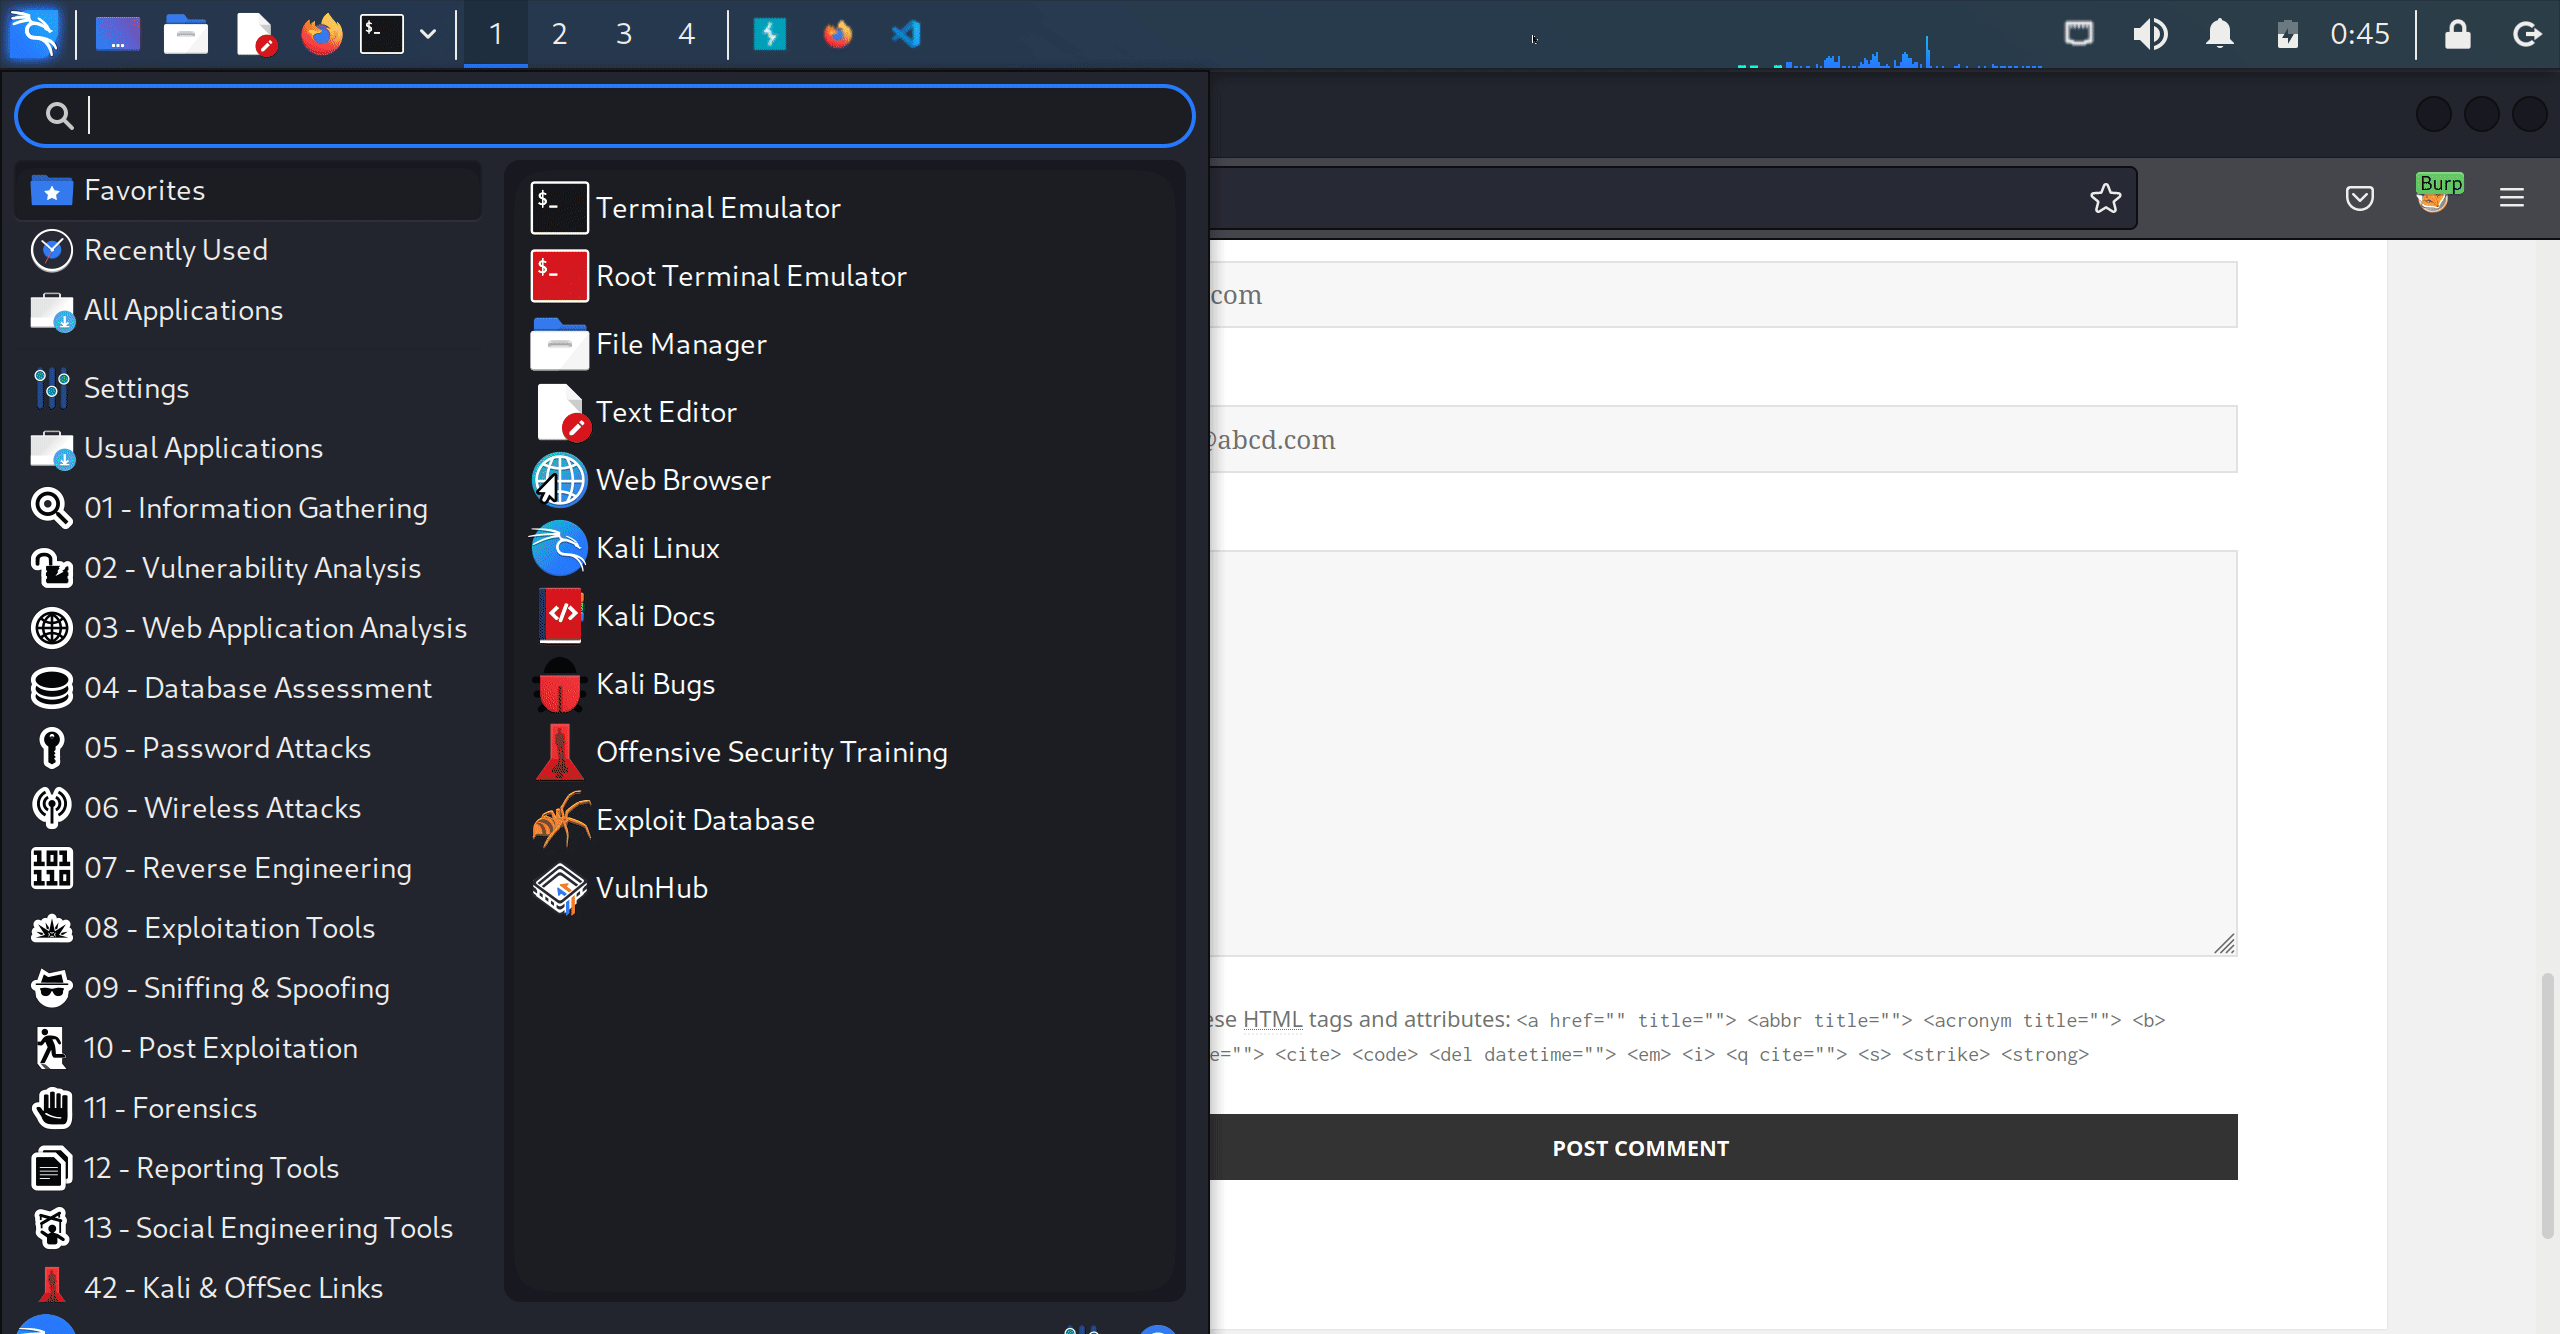 1 2 3 4 0:45
Burp
Favorites
Recently Used
All Applications
Settings
Usual Applications
01 - Information Gathering
02 - Vulnerability Analysis
03 - Web Application Analysis
04 - Database Assessment
05 - Password Attacks
06 - Wireless Attacks
07 - Reverse Engineering
08 - Exploitation Tools
09 - Sniffing & Spoofing
10 - Post Exploitation
11 - Forensics
12 - Reporting Tools
13 - Social Engineering Tools
42 - Kali & OffSec Links
Terminal Emulator
Root Terminal Emulator
File Manager
Text Editor
Web Browser
Kali Linux
Kali Docs
Kali Bugs
Offensive Security Training
Exploit Database
VulnHub
com
@abcd.com
ese HTML tags and attributes: <a href="" title=""> <abbr title=""> <acronym title=""> <b>
e=""> <cite> <code> <del datetime=""> <em> <i> <q cite=""> <s> <strike> <strong>
POST COMMENT